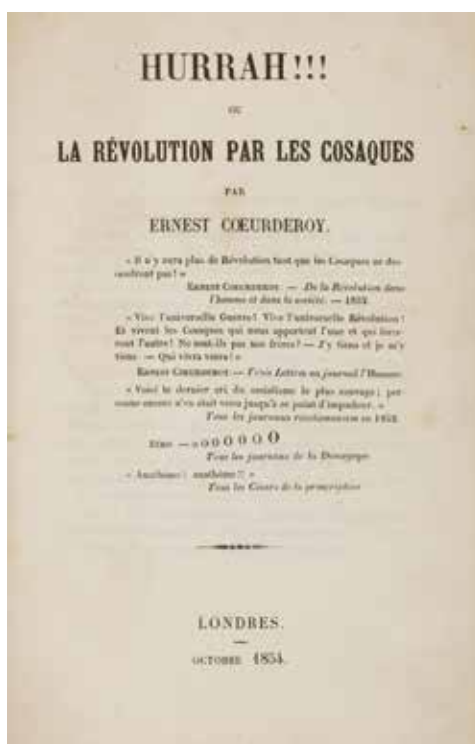 HURRAH!!!
OU
LA RÉVOLUTION PAR LES COSAQUES
PAR
ERNEST CŒURDEROY.
« Il n'y aura plus de Révolution tant que les Cosaques ne des-
cendront pas! »
ERNEST CŒURDEROY. — De la Révolution dans
l'homme et dans la société. — 1852.
« Vive l'universelle Guerre! Vive l'universelle Révolution!
Et vivent les Cosaques qui nous apportent l'une et qui
l'autre! Ne sont-ils pas nos frères? — J'y tiens et je m'y
tiens. — Qui vivra verra! »
ERNEST CŒURDEROY. — Trois Lettres au journal l'Homme.
« Voici le dernier cri du socialisme le plus sauvage; per-
sonne encore n'en était venu jusqu'à ce point d'impudeur. »
Tous les journaux réactionnaires en 1852.
— o o O O O O O
Tous les journaux de la Démagogie.
« Anathème! anathème!! »
Tous les Césars de la proscription.
LONDRES.
OCTOBRE 1854.